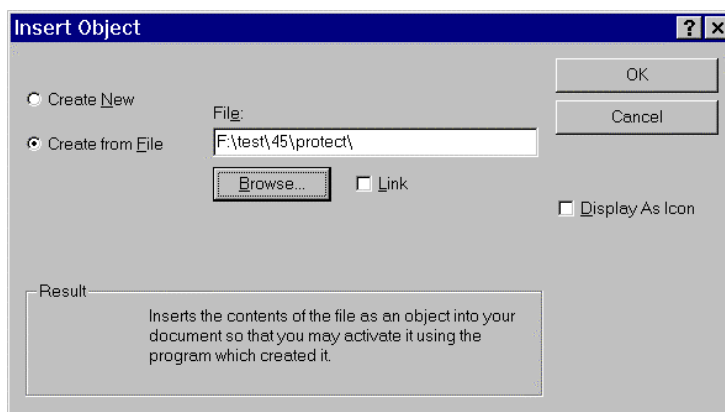 Insert Object
? ×
Create New
Create from File
File:
F:\test\45\protect\
Browse...
Link
OK
Cancel
Display As Icon
Result
Inserts the contents of the file as an object into your
document so that you may activate it using the
program which created it.